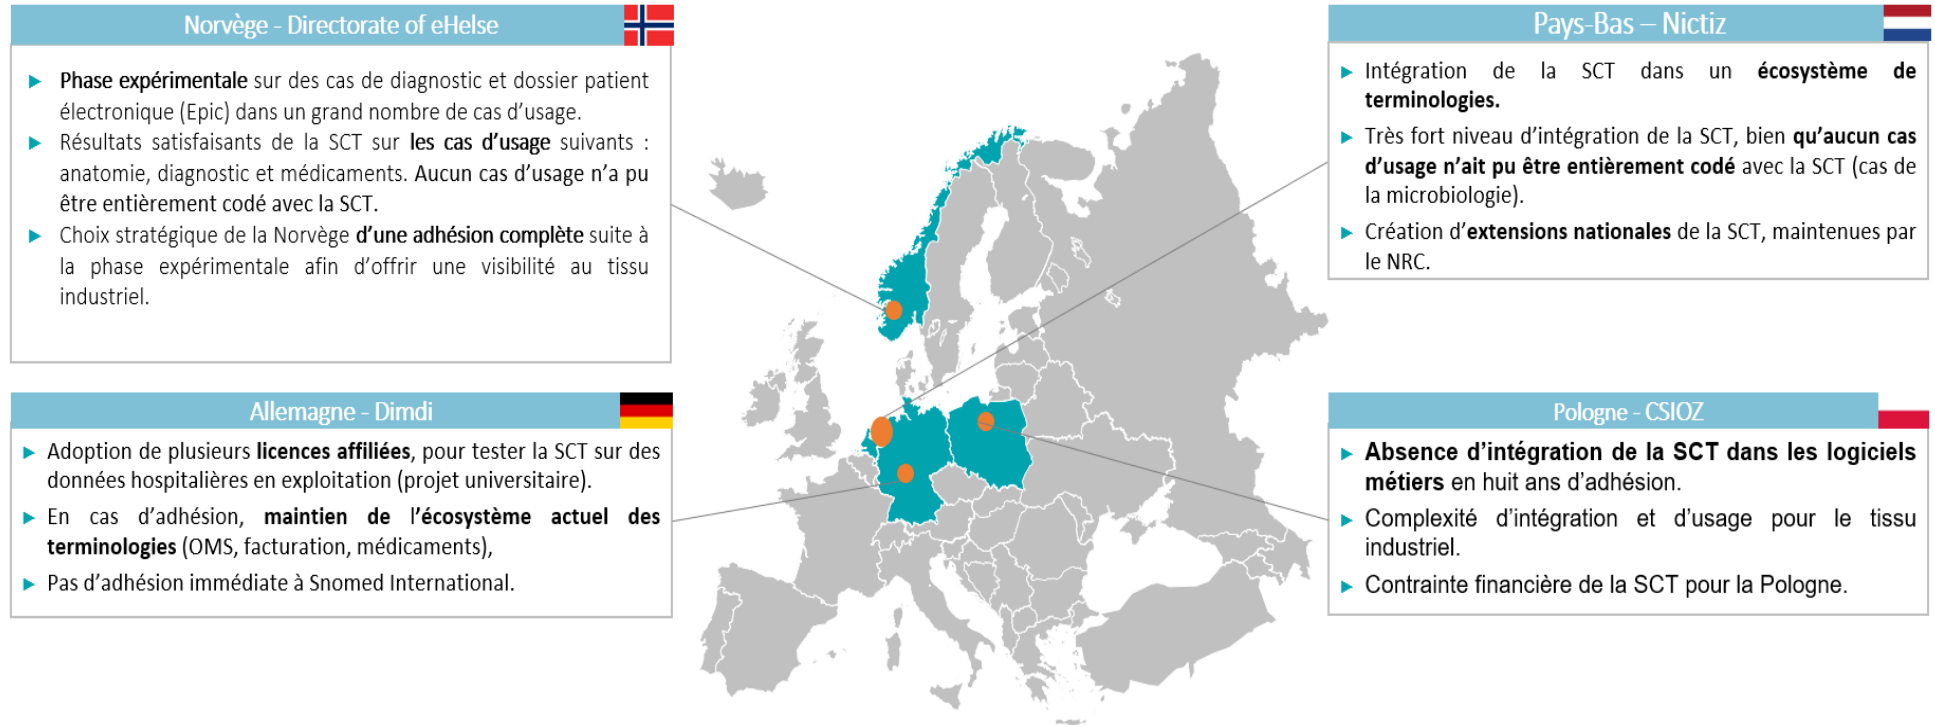 Norvège - Directorate of eHelse
Phase expérimentale sur des cas de diagnostic et dossier patient
électronique (Epic) dans un grand nombre de cas d’usage.
Résultats satisfaisants de la SCT sur les cas d’usage suivants :
anatomie, diagnostic et médicaments. Aucun cas d’usage n’a pu
être entièrement codé avec la SCT.
Choix stratégique de la Norvège d’une adhésion complète suite à
la phase expérimentale afin d’offrir une visibilité au tissu
industriel.
Pays-Bas – Nictiz
Intégration de la SCT dans un écosystème de
terminologies.
Très fort niveau d’intégration de la SCT, bien qu’aucun cas
d’usage n’ait pu être entièrement codé avec la SCT (cas de
la microbiologie).
Création d’extensions nationales de la SCT, maintenues par
le NRC.
Allemagne - Dimdi
Adoption de plusieurs licences affiliées, pour tester la SCT sur des
données hospitalières en exploitation (projet universitaire).
En cas d’adhésion, maintien de l’écosystème actuel des
terminologies (OMS, facturation, médicaments),
Pas d’adhésion immédiate à Snomed International.
Pologne - CSIOZ
Absence d’intégration de la SCT dans les logiciels
métiers en huit ans d’adhésion.
Complexité d’intégration et d’usage pour le tissu
industriel.
Contrainte financière de la SCT pour la Pologne.